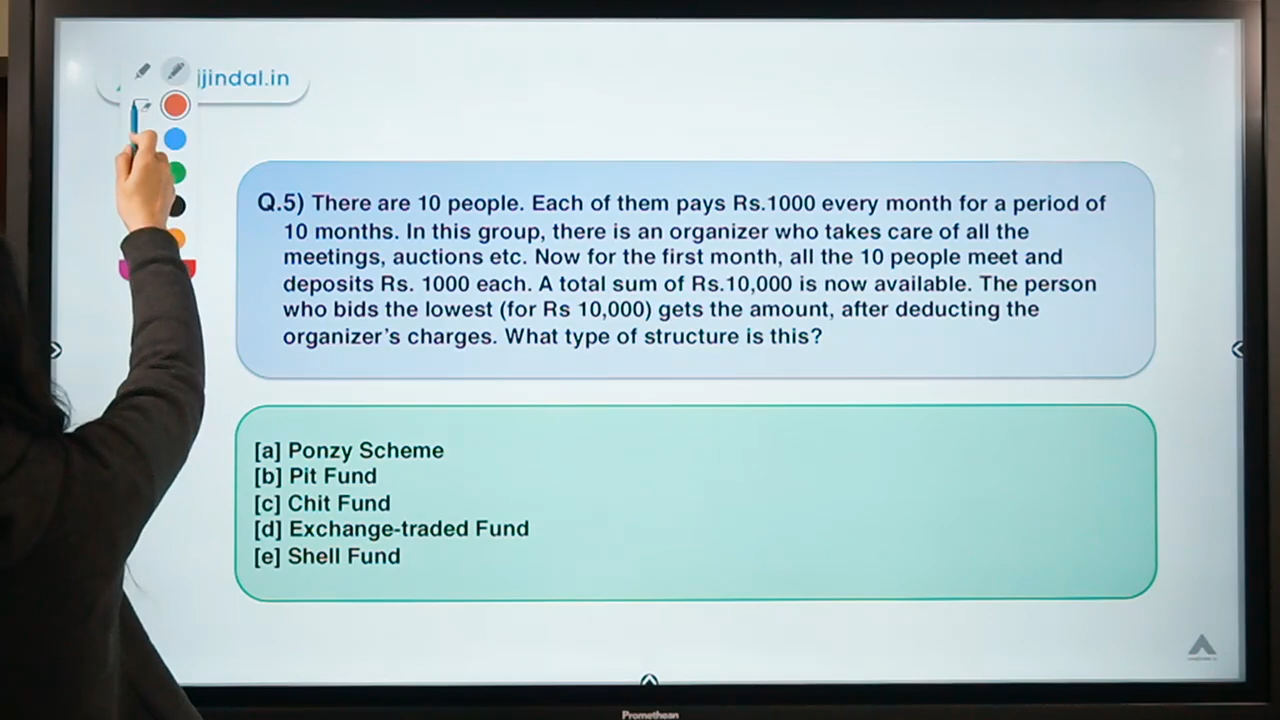 jjindal.in
Q.5) There are 10 people. Each of them pays Rs.1000 every month for a period of
10 months. In this group, there is an organizer who takes care of all the
meetings, auctions etc. Now for the first month, all the 10 people meet and
deposits Rs. 1000 each. A total sum of Rs.10,000 is now available. The person
who bids the lowest (for Rs 10,000) gets the amount, after deducting the
organizer's charges. What type of structure is this?
[a] Ponzy Scheme
[b] Pit Fund
[c] Chit Fund
[d] Exchange-traded Fund
[e] Shell Fund
Promethean